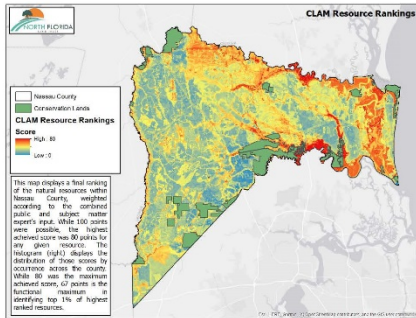 NORTH FLORIDA
CLAM Resource Rankings
Nassau County
Conservation Lands
CLAM Resource Rankings
Score
High : 86
Low : 0
This map displays a final ranking
of the natural resources within
Nassau County, weighted
according to the combined
public and subject matter
expert's input. While 100 points
were possible, the highest
achieved score was 80 points
for any given resource. The
histogram (right) displays the
distribution of those scores by
occurrence across the county.
While 80 was the maximum
achieved score, 67 points is the
functional maximum in
identifying top 1% of highest
ranked resources.